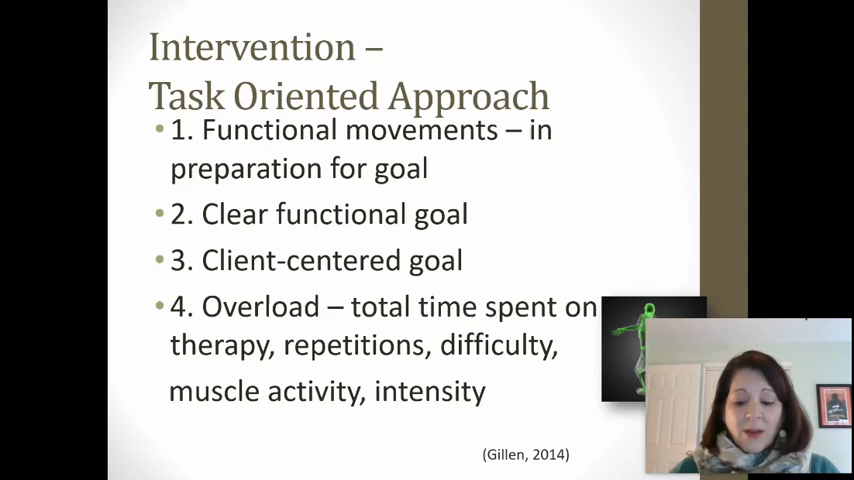 Intervention –
Task Oriented Approach
• 1. Functional movements – in
preparation for goal
• 2. Clear functional goal
• 3. Client-centered goal
• 4. Overload – total time spent on
therapy, repetitions, difficulty,
muscle activity, intensity
(Gillen, 2014)